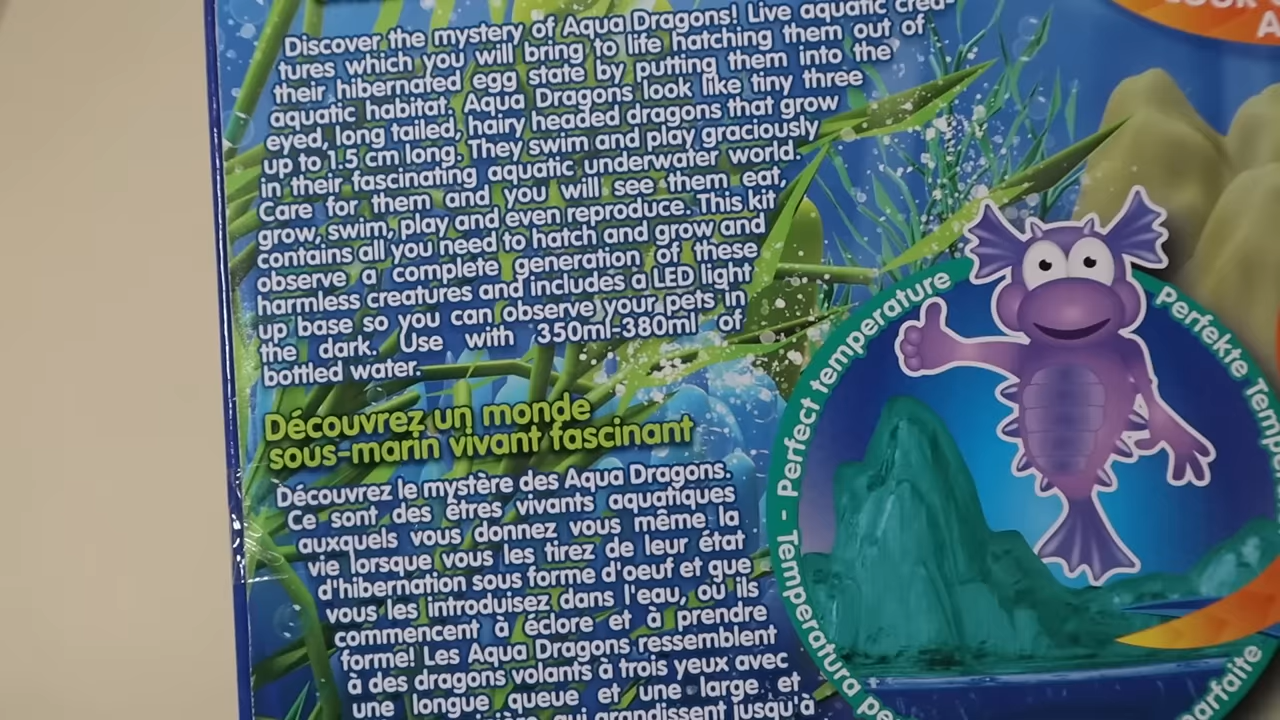 Discover the mystery of Aqua Dragons! Live aquatic crea-
tures which you will bring to life hatching them out of
their hibernated egg state by putting them into the
aquatic habitat. Aqua Dragons look like tiny three
eyed, long tailed, hairy headed dragons that grow
up to 1.5 cm long. They swim and play graciously
in their fascinating aquatic underwater world.
Care for them and you will see them eat,
grow, swim, play and even reproduce. This kit
contains all you need to hatch and grow and
observe a complete generation of these
harmless creatures and includes a LED light
up base so you can observe your pets in
the dark. Use with 350ml-380ml of
bottled water.
Découvrez un monde
sous-marin vivant fascinant
Découvrez le mystère des Aqua Dragons.
Ce sont des êtres vivants aquatiques
auxquels vous donnez vous même la
vie lorsque vous les tirez de leur état
d'hibernation sous forme d'oeuf et que
vous les introduisez dans l'eau, où ils
commencent à éclore et à prendre
forme! Les Aqua Dragons ressemblent
à des dragons volants à trois yeux avec
une longue queue et une large et
qui grandissent jusqu'à
- Perfect temperature
Perfekte Tempe
Temperatura pe
arfaite